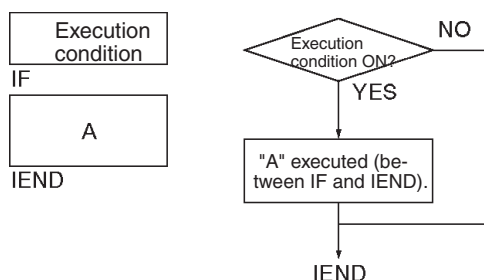 Execution
condition
IF
A
IEND
Execution
condition ON?
NO
YES
"A" executed (be-
tween IF and IEND).
IEND